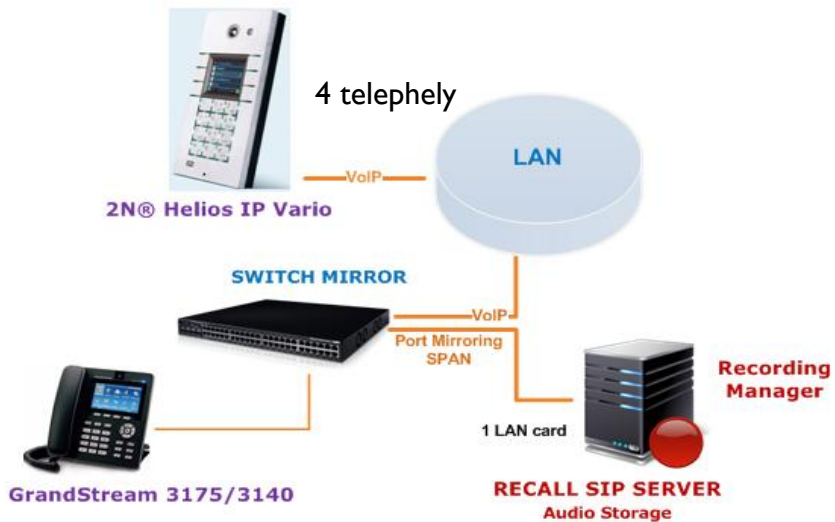 4 telephely
LAN
VoIP
2N® Helios IP Vario
SWITCH MIRROR
VoIP
Port Mirroring
SPAN
Recording
Manager
1 LAN card
GrandStream 3175/3140
RECALL SIP SERVER
Audio Storage